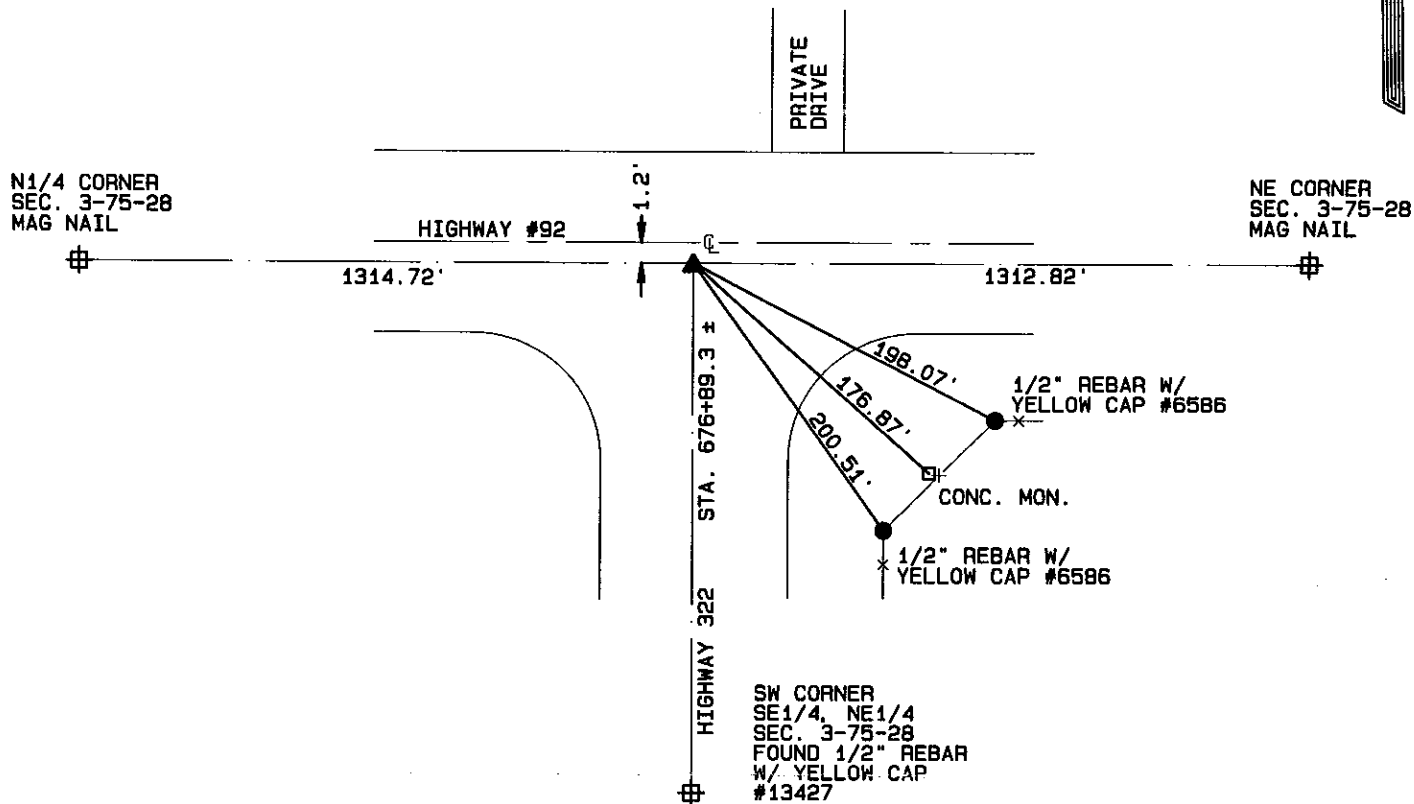 PRIVATE
DRIVE
N1/4 CORNER
SEC. 3-75-28
MAG NAIL
1.2'
HIGHWAY #92
℄
NE CORNER
SEC. 3-75-28
MAG NAIL
1314.72'
1312.82'
STA. 676+89.3 ±
198.07'
176.87'
200.51'
1/2" REBAR W/
YELLOW CAP #6586
CONC. MON.
1/2" REBAR W/
YELLOW CAP #6586
HIGHWAY 322
SW CORNER
SE1/4, NE1/4
SEC. 3-75-28
FOUND 1/2" REBAR
W/ YELLOW CAP
#13427